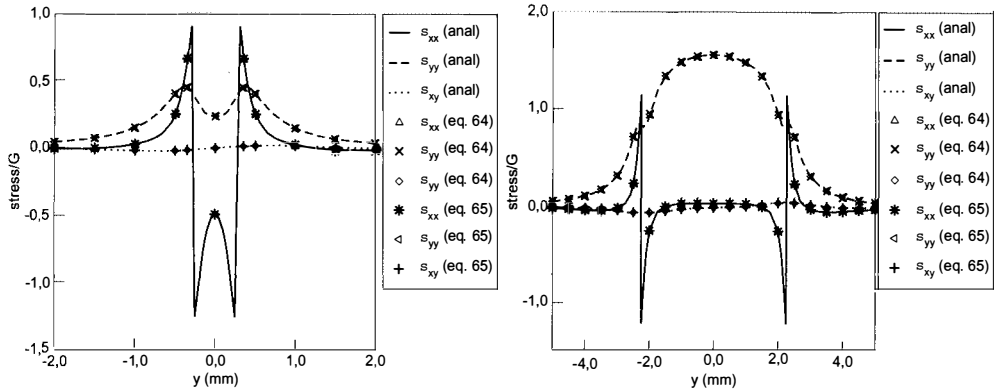 1,0
0,5
0,0
-0,5
-1,0
-1,5
stress/G
-2,0 -1,0 0,0 1,0 2,0
y (mm)
s_xx (anal)
s_yy (anal)
s_xy (anal)
s_xx (eq. 64)
s_yy (eq. 64)
s_yy (eq. 64)
s_xx (eq. 65)
s_yy (eq. 65)
s_xy (eq. 65)
2,0
1,0
0,0
-1,0
stress/G
-4,0 -2,0 0,0 2,0 4,0
y (mm)
s_xx (anal)
s_yy (anal)
s_xy (anal)
s_xx (eq. 64)
s_yy (eq. 64)
s_yy (eq. 64)
s_xx (eq. 65)
s_yy (eq. 65)
s_xy (eq. 65)